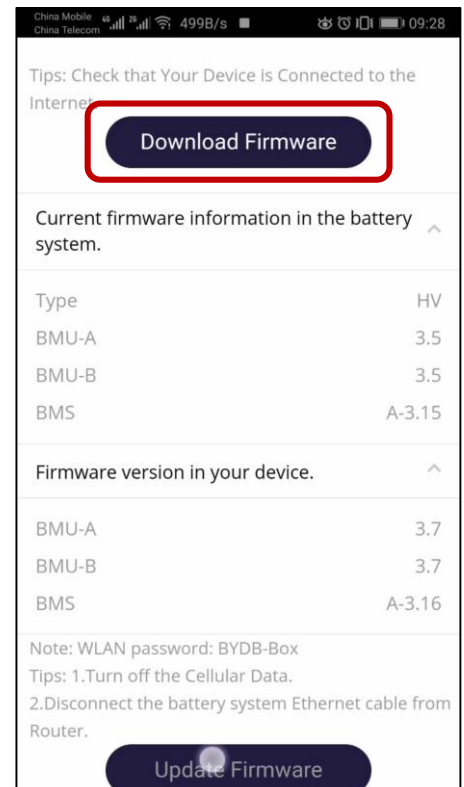 China Mobile 46 26 499B/s 09:28
China Telecom
Tips: Check that Your Device is Connected to the
Internet
Download Firmware
Current firmware information in the battery
system.
Type HV
BMU-A 3.5
BMU-B 3.5
BMS A-3.15
Firmware version in your device.
BMU-A 3.7
BMU-B 3.7
BMS A-3.16
Note: WLAN password: BYDB-Box
Tips: 1.Turn off the Cellular Data.
2.Disconnect the battery system Ethernet cable from
Router.
Update Firmware